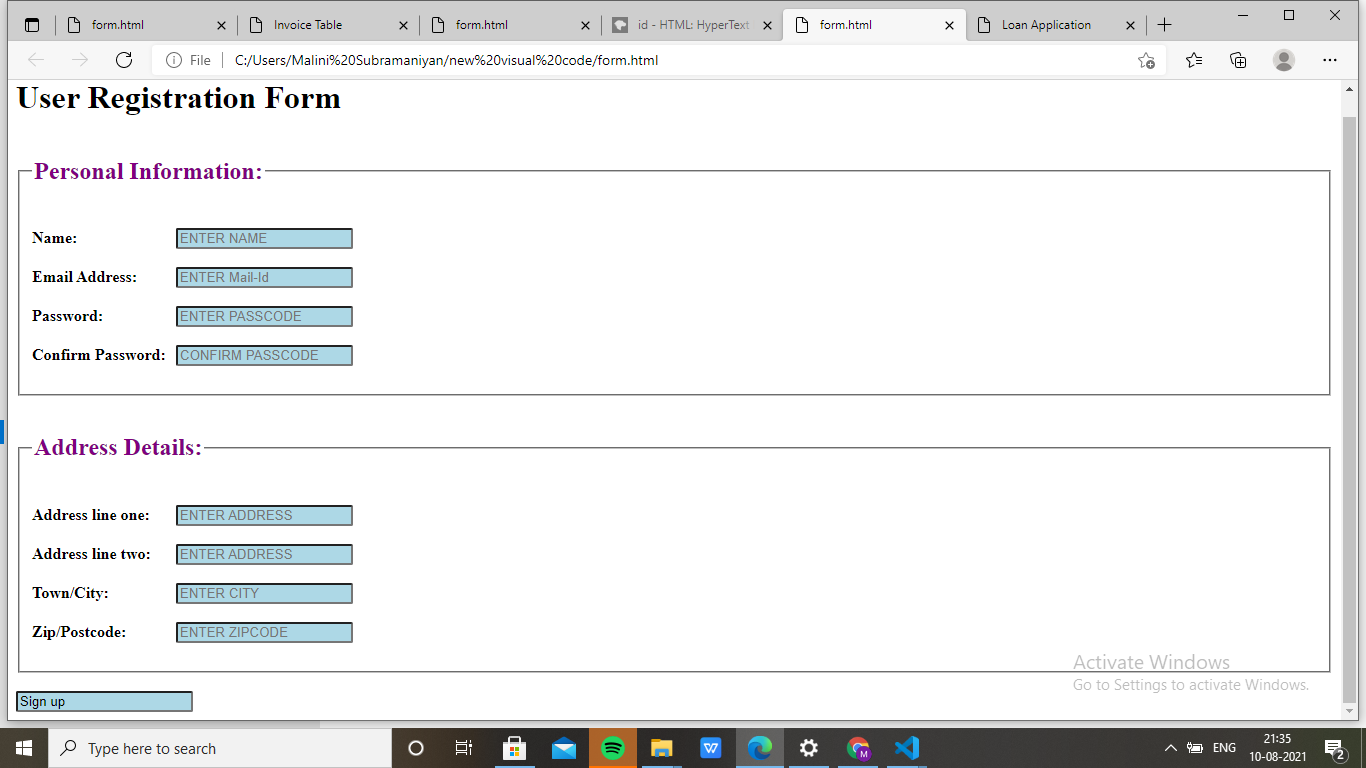 form.html
Invoice Table
form.html
id - HTML: HyperText
form.html
Loan Application
File
C:/Users/Malini%20Subramaniyan/new%20visual%20code/form.html
User Registration Form
Personal Information:
Name: ENTER NAME
Email Address: ENTER Mail-Id
Password: ENTER PASSCODE
Confirm Password: CONFIRM PASSCODE
Address Details:
Address line one: ENTER ADDRESS
Address line two: ENTER ADDRESS
Town/City: ENTER CITY
Zip/Postcode: ENTER ZIPCODE
Activate Windows
Go to Settings to activate Windows.
Sign up
Type here to search
W
M
ENG
21:35
10-08-2021
2